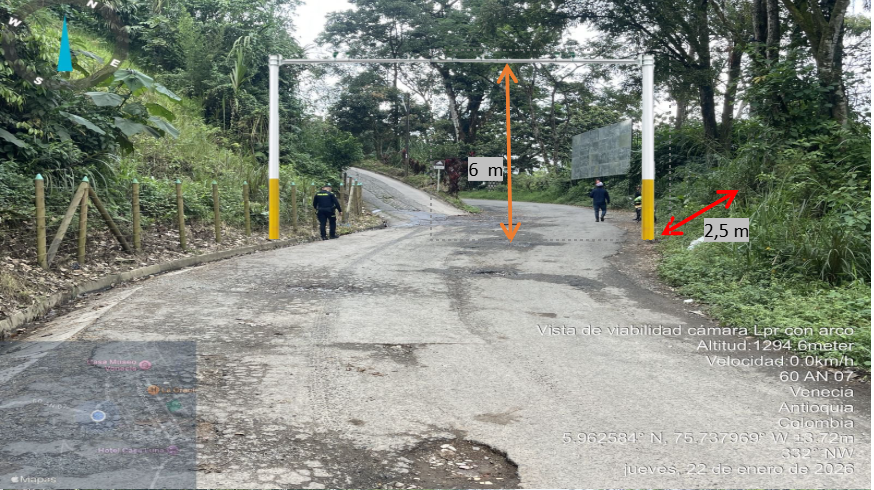 N
E
S
6 m
2,5 m
Vista de viabilidad cámara Lpr con arco
Altitud:1294.6meter
Velocidad:0.0km/h
60 AN 07
Venecia
Antioquia
Colombia
5.962584° N, 75.737969° W ±3.72m
332° NW
jueves, 22 de enero de 2026
Casa Museo
Mapas